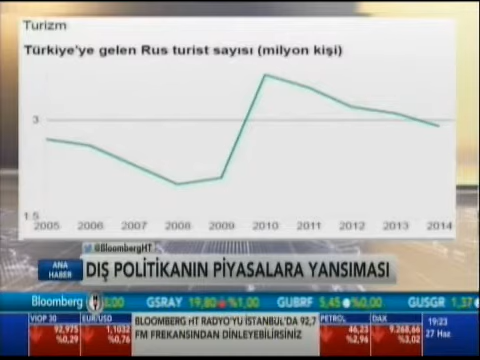 Turizm
Türkiye'ye gelen Rus turist sayısı (milyon kişi)
3
1.5
2005 2006 2007 2008 2009 2010 2011 2012 2013 2014
@BloombergHT
ANA HABER
DIŞ POLİTİKANIN PİYASALARA YANSIMASI
Bloomberg HT GSRAY 19,80 %1,00 GUBRF 5,45 %0,00 GUSGR 1,37
VIOP 30 92,975 %0,29
EUR/USD 1,1032 %0,76
BLOOMBERG HT RADYO'YU İSTANBUL'DA 92,7
FM FREKANSINDAN DİNLEYEBİLİRSİNİZ
PETROL 46,23 %2,96
DAX 9.268,66 %3,02
19:23
27 Haz